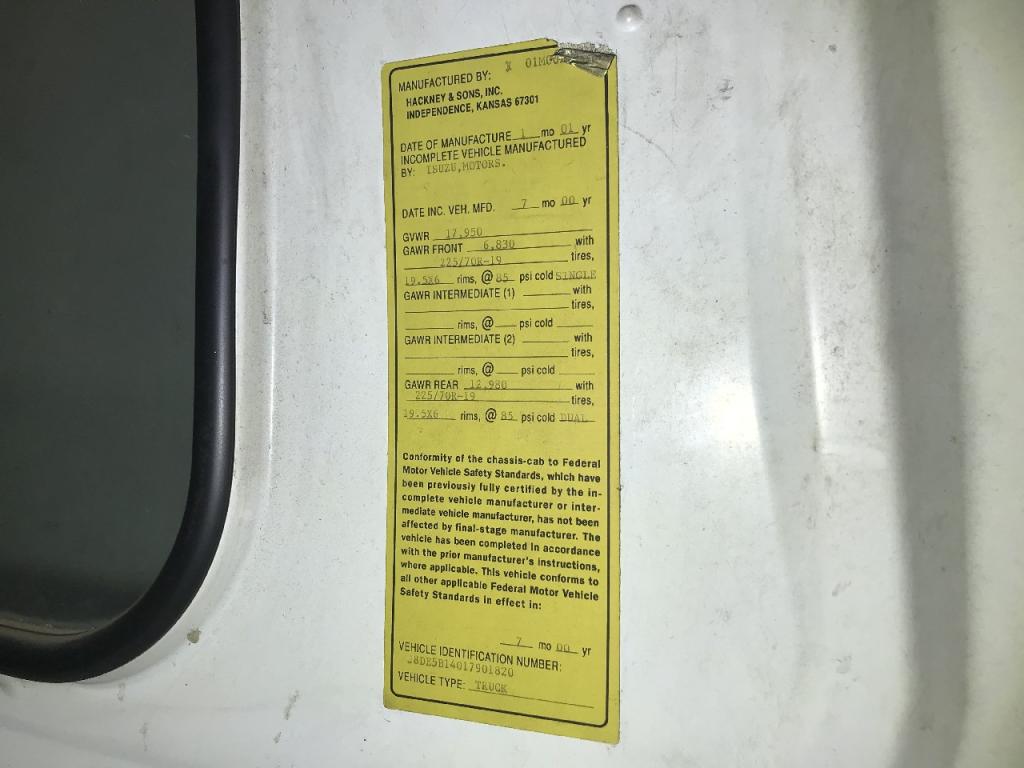 MANUFACTURED BY: X
HACKNEY & SONS, INC.
INDEPENDENCE, KANSAS 67301
DATE OF MANUFACTURE 1 mo 01 yr
INCOMPLETE VEHICLE MANUFACTURED
BY: ISUZU,MOTORS.
DATE INC. VEH. MFD. 7 mo 00 yr
GVWR 17,950
GAWR FRONT 6,830 with
225/70R-19 tires,
19.5X6 rims, @ 85 psi cold SINGLE
GAWR INTERMEDIATE (1) with
tires,
rims, @ psi cold
GAWR INTERMEDIATE (2) with
tires,
rims, @ psi cold
GAWR REAR 12,980 with
225/70R-19 tires,
19.5X6 rims, @ 85 psi cold DUAL
Conformity of the chassis-cab to Federal
Motor Vehicle Safety Standards, which have
been previously fully certified by the in-
complete vehicle manufacturer or inter-
mediate vehicle manufacturer, has not been
affected by final-stage manufacturer. The
vehicle has been completed in accordance
with the prior manufacturer's instructions,
where applicable. This vehicle conforms to
all other applicable Federal Motor Vehicle
Safety Standards in effect in:
7 mo 00 yr
VEHICLE IDENTIFICATION NUMBER:
J8DE5B14017901820
VEHICLE TYPE: TRUCK